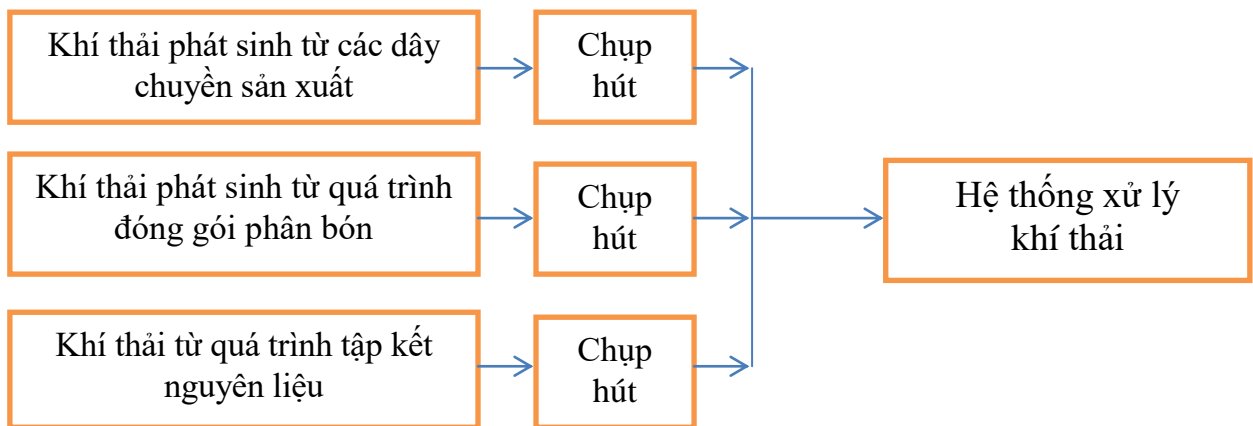 Khí thải phát sinh từ các dây
chuyền sản xuất
Chụp
hút
Khí thải phát sinh từ quá trình
đóng gói phân bón
Chụp
hút
Hệ thống xử lý
khí thải
Khí thải từ quá trình tập kết
nguyên liệu
Chụp
hút